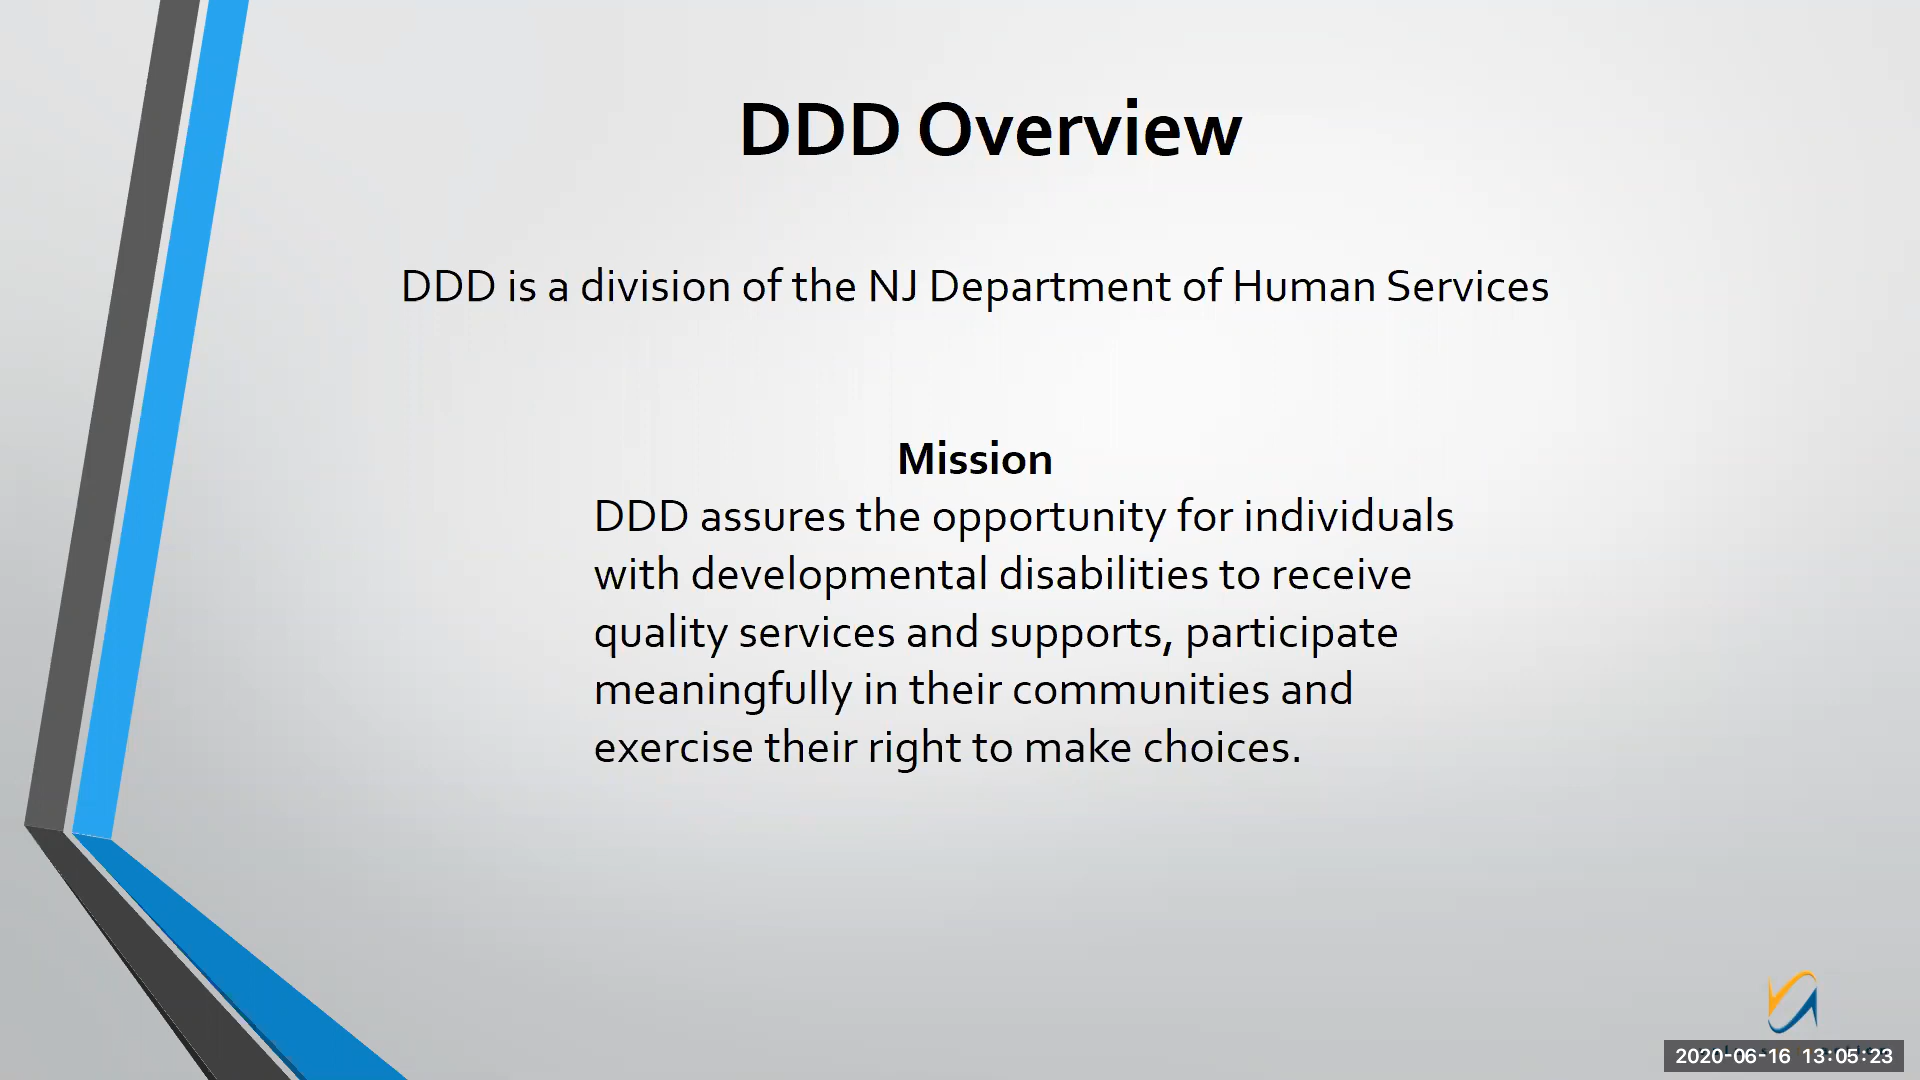 DDD Overview
DDD is a division of the NJ Department of Human Services
Mission
DDD assures the opportunity for individuals
with developmental disabilities to receive
quality services and supports, participate
meaningfully in their communities and
exercise their right to make choices.
2020-06-16 13:05:23